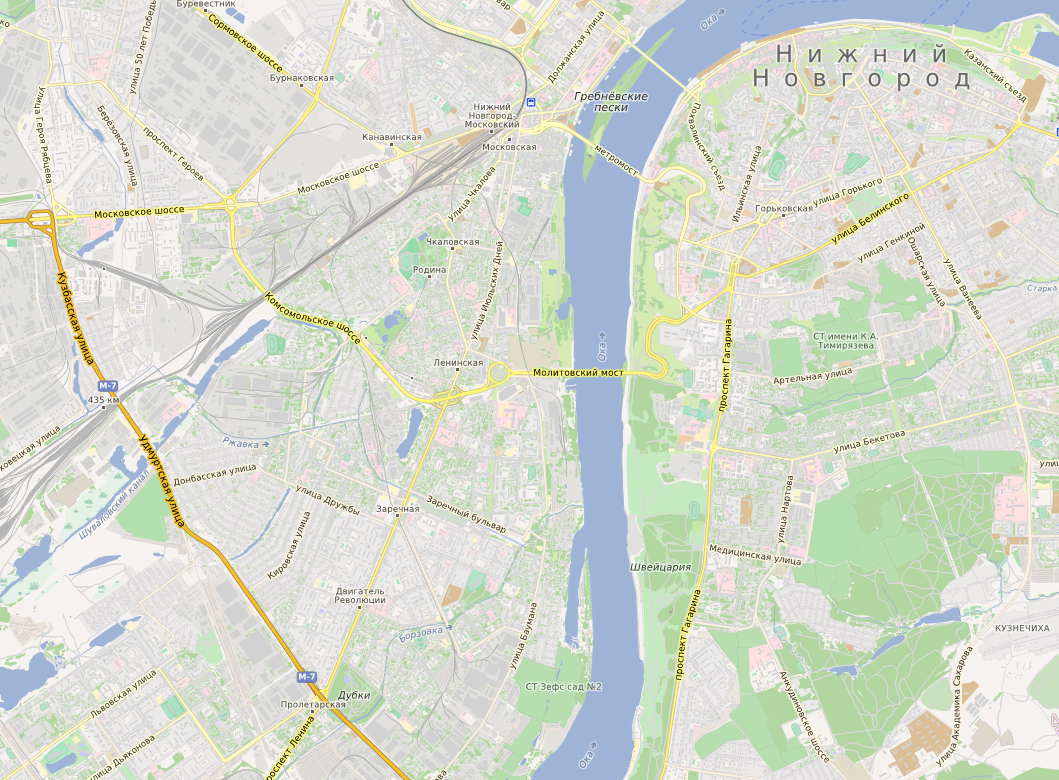 Буревестник
Сормовское шоссе
улица 50 лет Победы
Ока →
Должанская улица
Нижний
Новгород
Казанский съезд
Бурнаковская
Гребнёвские
пески
Нижний
Новгород-
Московский
Московская
Канавинская
улица Героя Рябцева
Берёзовская улица
проспект Героев
Похвалинский съезд
метромост
Московское шоссе
Московское шоссе
улица Чкалова
Ильинская улица
улица Горького
Горьковская
улица Белинского
улица Генкиной
Ошарская улица
улица Ванеева
Старка
Чкаловская
Родина
улица Июльских Дней
Кузбасская улица
Комсомольское шоссе
Ока →
проспект Гагарина
СТ имени К.А.
Тимирязева
Ленинская
Молитовский мост
Артельная улица
М-7
435 км
Ржавка →
ховецкая улица
Удмуртская улица
Донбасская улица
Шуваловский канал
улица Бекетова
улица Нартова
улица Дружбы
Заречная
Заречный бульвар
Кировская улица
Медицинская улица
Швейцария
Двигатель
Революции
Борзовка →
улица Баумана
проспект Гагарина
КУЗНЕЧИХА
улица Академика Сахарова
Анкудиновское шоссе
М-7
СТ Зефс сад №2
Дубки
Пролетарская
Львовская улица
улица Дьяконова
роспект Ленина
Ока →